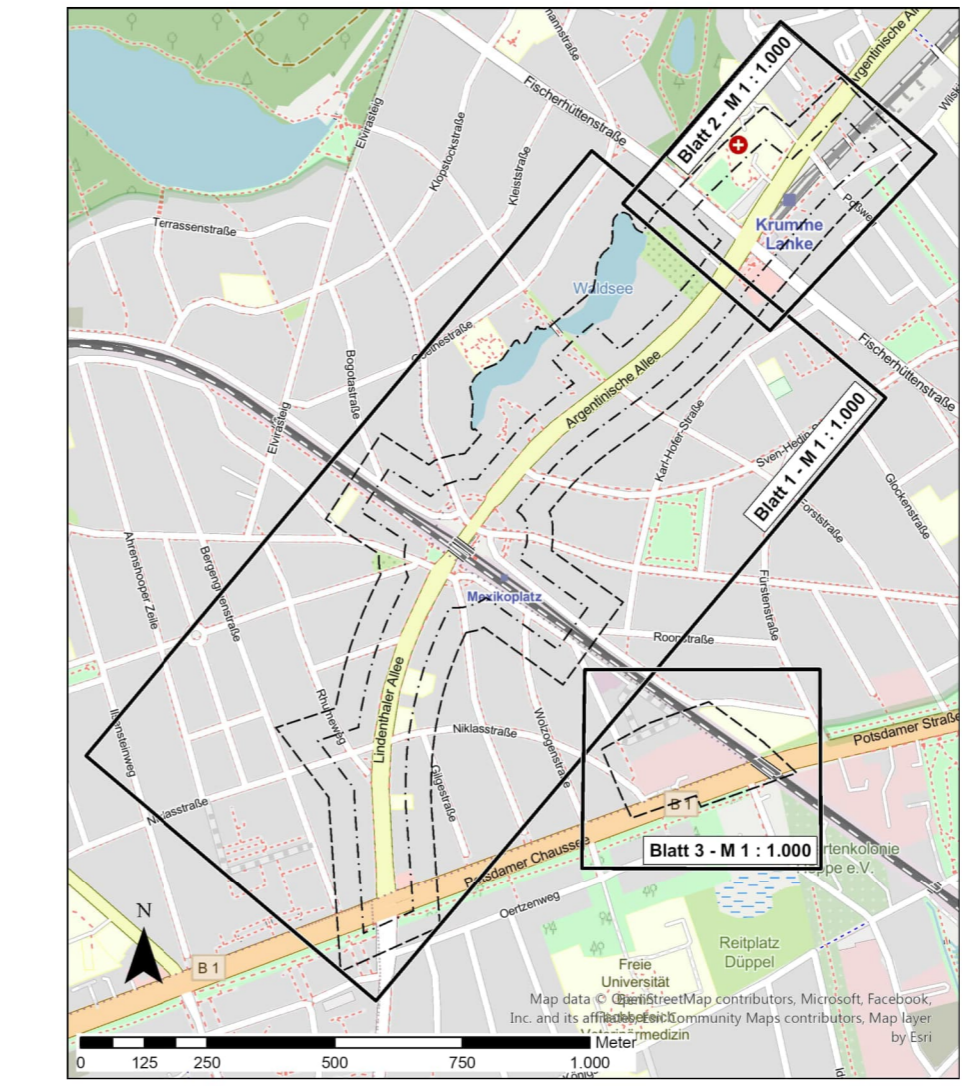 Argentinische Al
Blatt 2 - M 1 : 1.000
Fischerhüttenstraße
Elvirasteig
Klopstockstraße
Kleiststraße
Terrassenstraße
Krumme
Lanke
Waldsee
Goethestraße
Bogotastraße
Argentinische Allee
Fischerhüttenstraße
Elvirasteig
Karl-Hofer-Straße
Sven-Hedin-
Blatt 1 - M 1 : 1.000
Glockenstraße
Forststraße
Ahrenshooper Zeile
Bergengruenstraße
Mexikoplatz
Fürstenstraße
Roonstraße
Lindenthaler Allee
Rhumeweg
Ilsensteinweg
Niklasstraße
Wolzogenstraße
Potsdamer Straße
Gilgestraße
Niklasstraße
B 1
Blatt 3 - M 1 : 1.000
Potsdamer Chaussee
Oertzenweg
N
B 1
Reitplatz
Düppel
Freie
Universität
Map data © OpenStreetMap contributors, Microsoft, Facebook,
Inc. and its affiliates, Esri Community Maps contributors, Map layer
by Esri
Meter
0 125 250 500 750 1.000